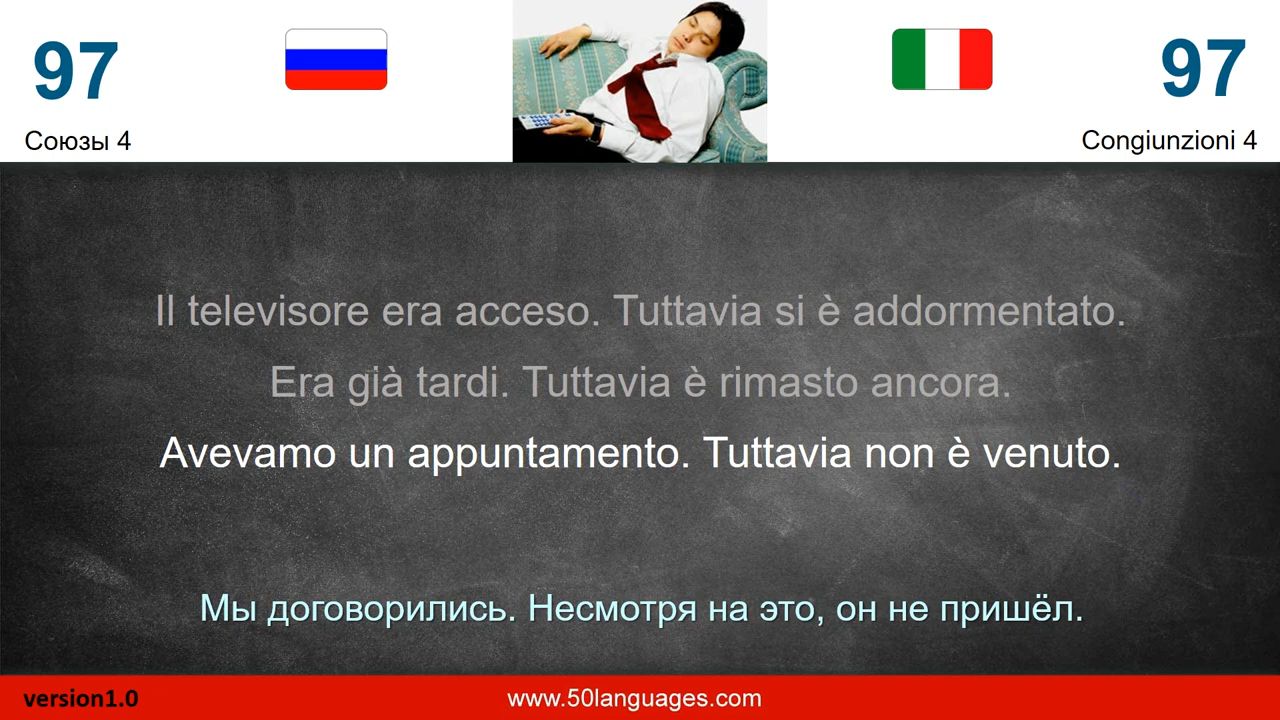 97
97
Союзы 4
Congiunzioni 4
Il televisore era acceso. Tuttavia si è addormentato.
Era già tardi. Tuttavia è rimasto ancora.
Avevamo un appuntamento. Tuttavia non è venuto.
Мы договорились. Несмотря на это, он не пришёл.
version1.0
www.50languages.com